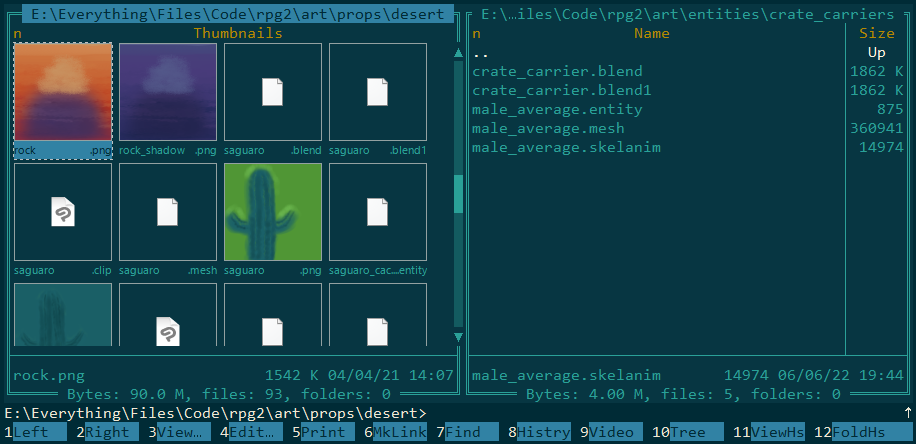 E:\Everything\Files\Code\rpg2\art\props\desert
n Thumbnails
rock .png
rock_shadow .png
saguaro .blend
saguaro .blend1
saguaro .clip
saguaro .mesh
saguaro .png
saguaro_cac...entity
rock.png 1542 K 04/04/21 14:07
Bytes: 90.0 M, files: 93, folders: 0
E:\…iles\Code\rpg2\art\entities\crate_carriers
n Name Size
.. Up
crate_carrier.blend 1862 K
crate_carrier.blend1 1862 K
male_average.entity 875
male_average.mesh 360941
male_average.skelanim 14974
male_average.skelanim 14974 06/06/22 19:44
Bytes: 4.00 M, files: 5, folders: 0
E:\Everything\Files\Code\rpg2\art\props\desert> ↑
1Left 2Right 3View… 4Edit… 5Print 6MkLink 7Find 8Histry 9Video 10Tree 11ViewHs 12FoldHs